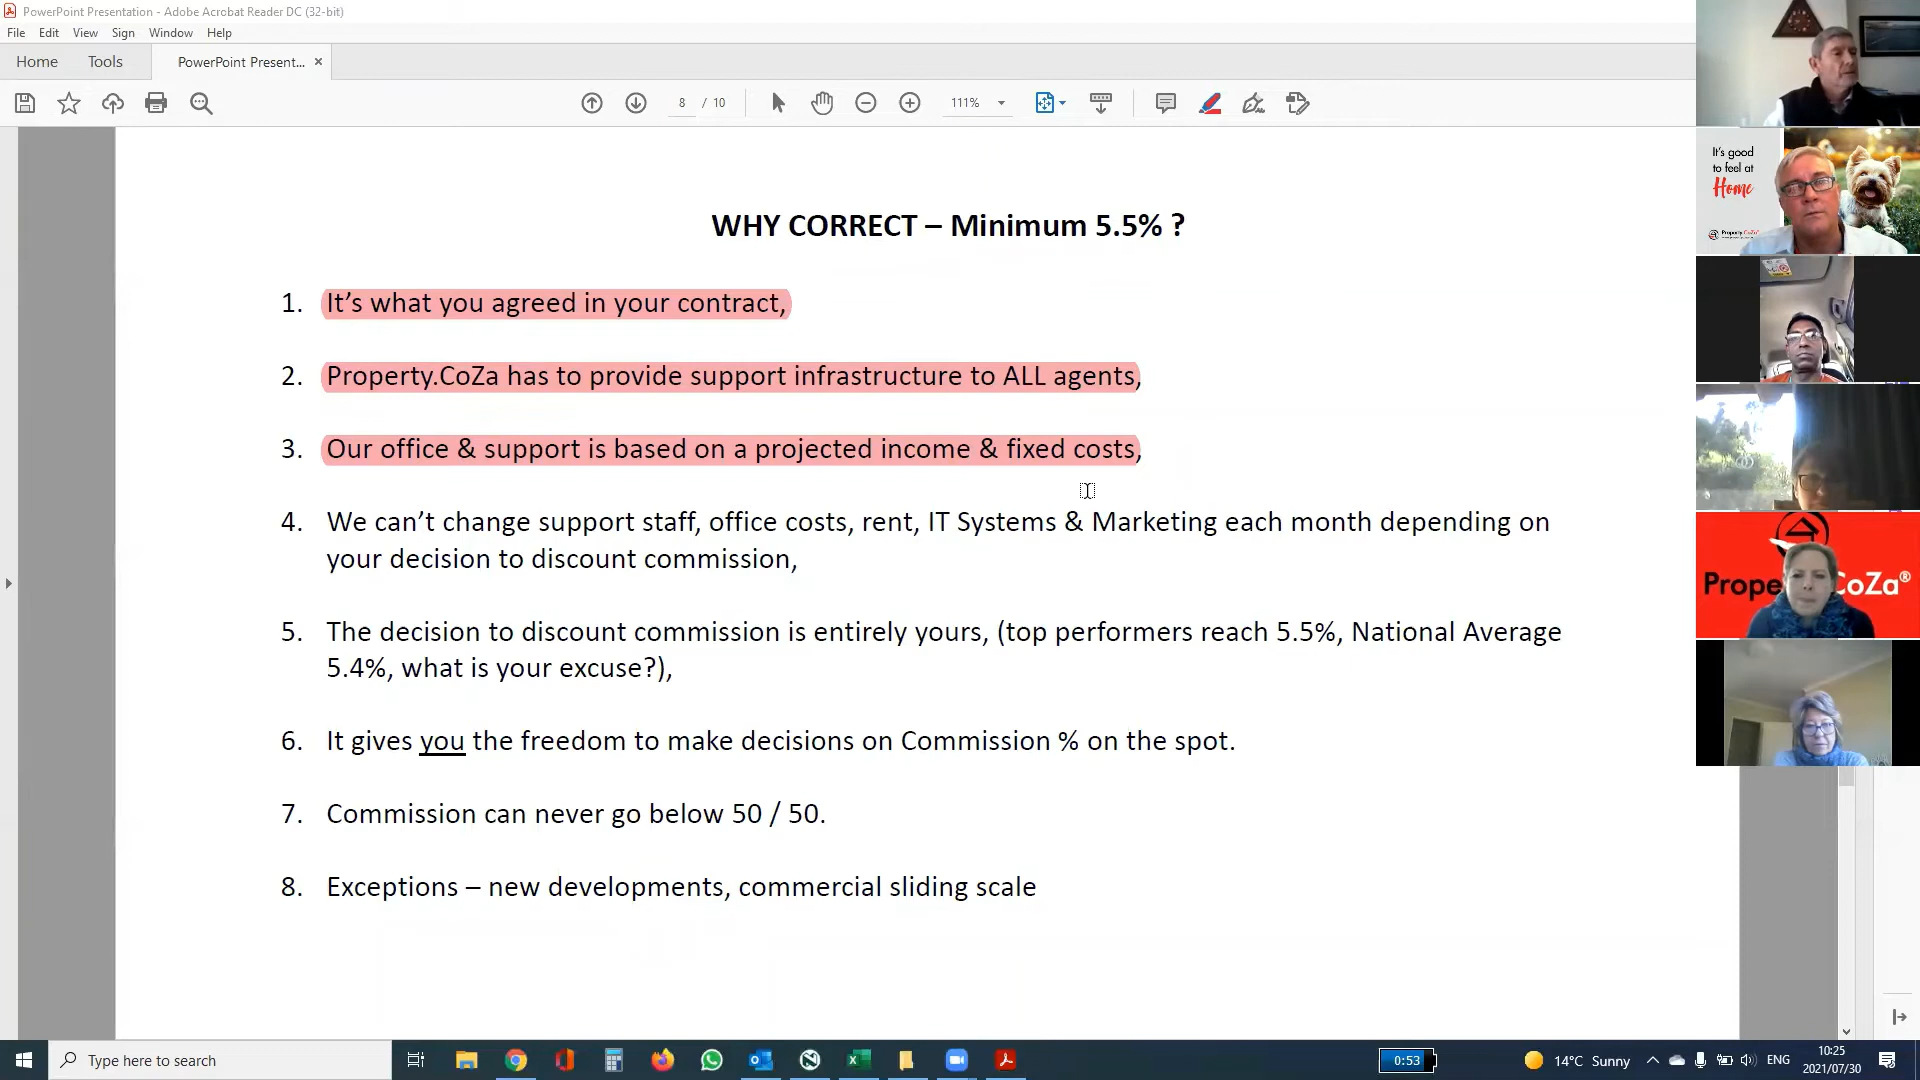 PowerPoint Presentation - Adobe Acrobat Reader DC (32-bit)
File Edit View Sign Window Help
Home Tools PowerPoint Present... ×
8 / 10 111%
WHY CORRECT – Minimum 5.5% ?
1. It’s what you agreed in your contract,
2. Property.CoZa has to provide support infrastructure to ALL agents,
3. Our office & support is based on a projected income & fixed costs,
4. We can’t change support staff, office costs, rent, IT Systems & Marketing each month depending on
your decision to discount commission,
5. The decision to discount commission is entirely yours, (top performers reach 5.5%, National Average
5.4%, what is your excuse?),
6. It gives you the freedom to make decisions on Commission % on the spot.
7. Commission can never go below 50 / 50.
8. Exceptions – new developments, commercial sliding scale
It’s good
to feel at
Home
Property.CoZa
Prope CoZa®
Type here to search
0:53
14°C Sunny
ENG
10:25
2021/07/30